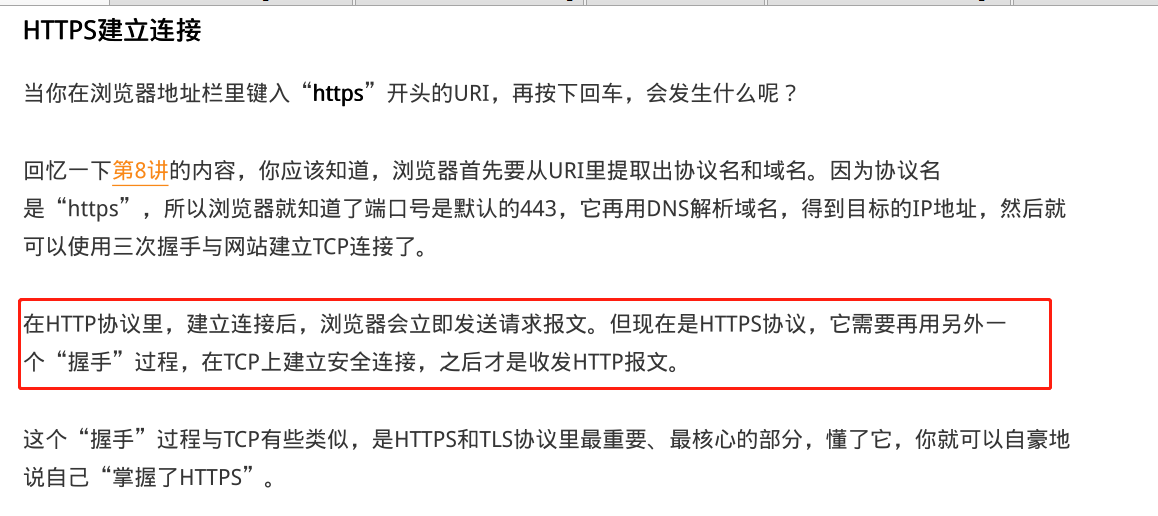 HTTPS建立连接
当你在浏览器地址栏里键入“https”开头的URI，再按下回车，会发生什么呢？
回忆一下第8讲的内容，你应该知道，浏览器首先要从URI里提取出协议名和域名。因为协议名
是“https”，所以浏览器就知道了端口号是默认的443，它再用DNS解析域名，得到目标的IP地址，然后就
可以使用三次握手与网站建立TCP连接了。
在HTTP协议里，建立连接后，浏览器会立即发送请求报文。但现在是HTTPS协议，它需要再用另外一
个“握手”过程，在TCP上建立安全连接，之后才是收发HTTP报文。
这个“握手”过程与TCP有些类似，是HTTPS和TLS协议里最重要、最核心的部分，懂了它，你就可以自豪地
说自己“掌握了HTTPS”。